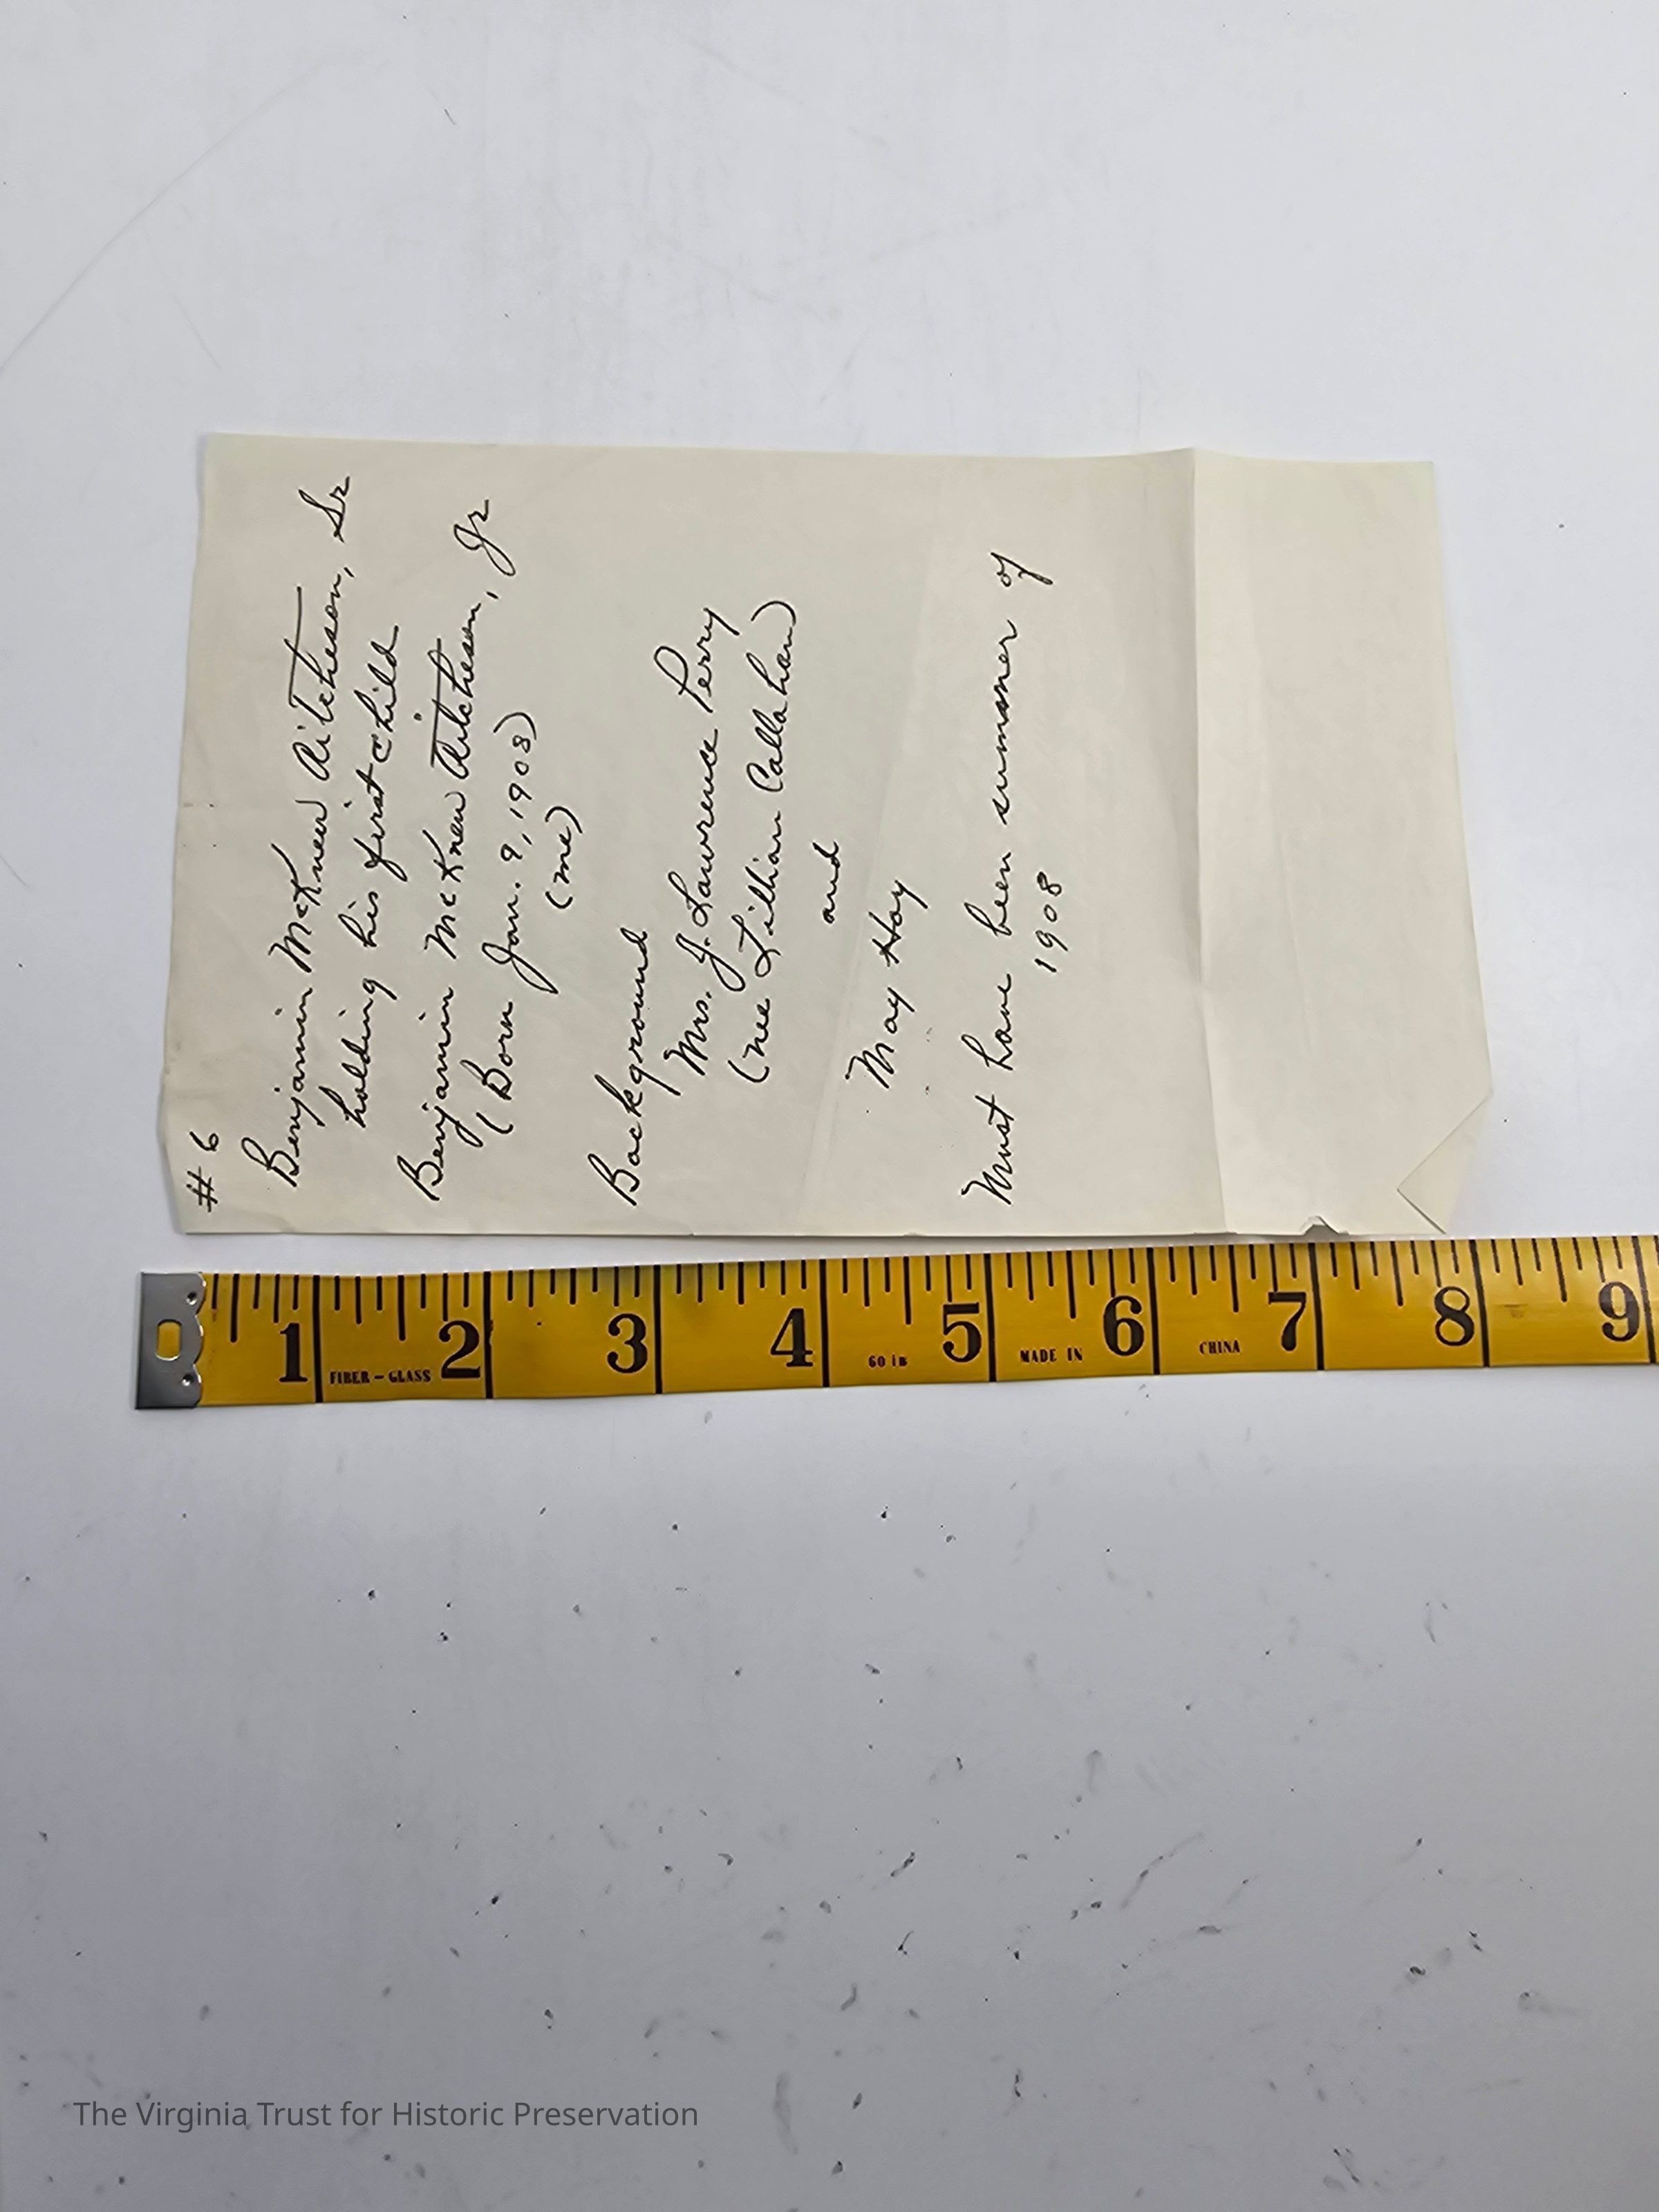 # 6
Benjamin McKnew Aitcheson, Sr
holding his first child
Benjamin McKnew Aitcheson, Jr
(Born Jan. 9, 1908)
(me)
Background
Mrs. J. Lawrence Perry
(nee Lillian Callahan)
and
May Hoy
Must have been summer of
1908
1 2 3 4 5 6 7 8 9
FIBER-GLASS 60 in MADE IN CHINA
The Virginia Trust for Historic Preservation